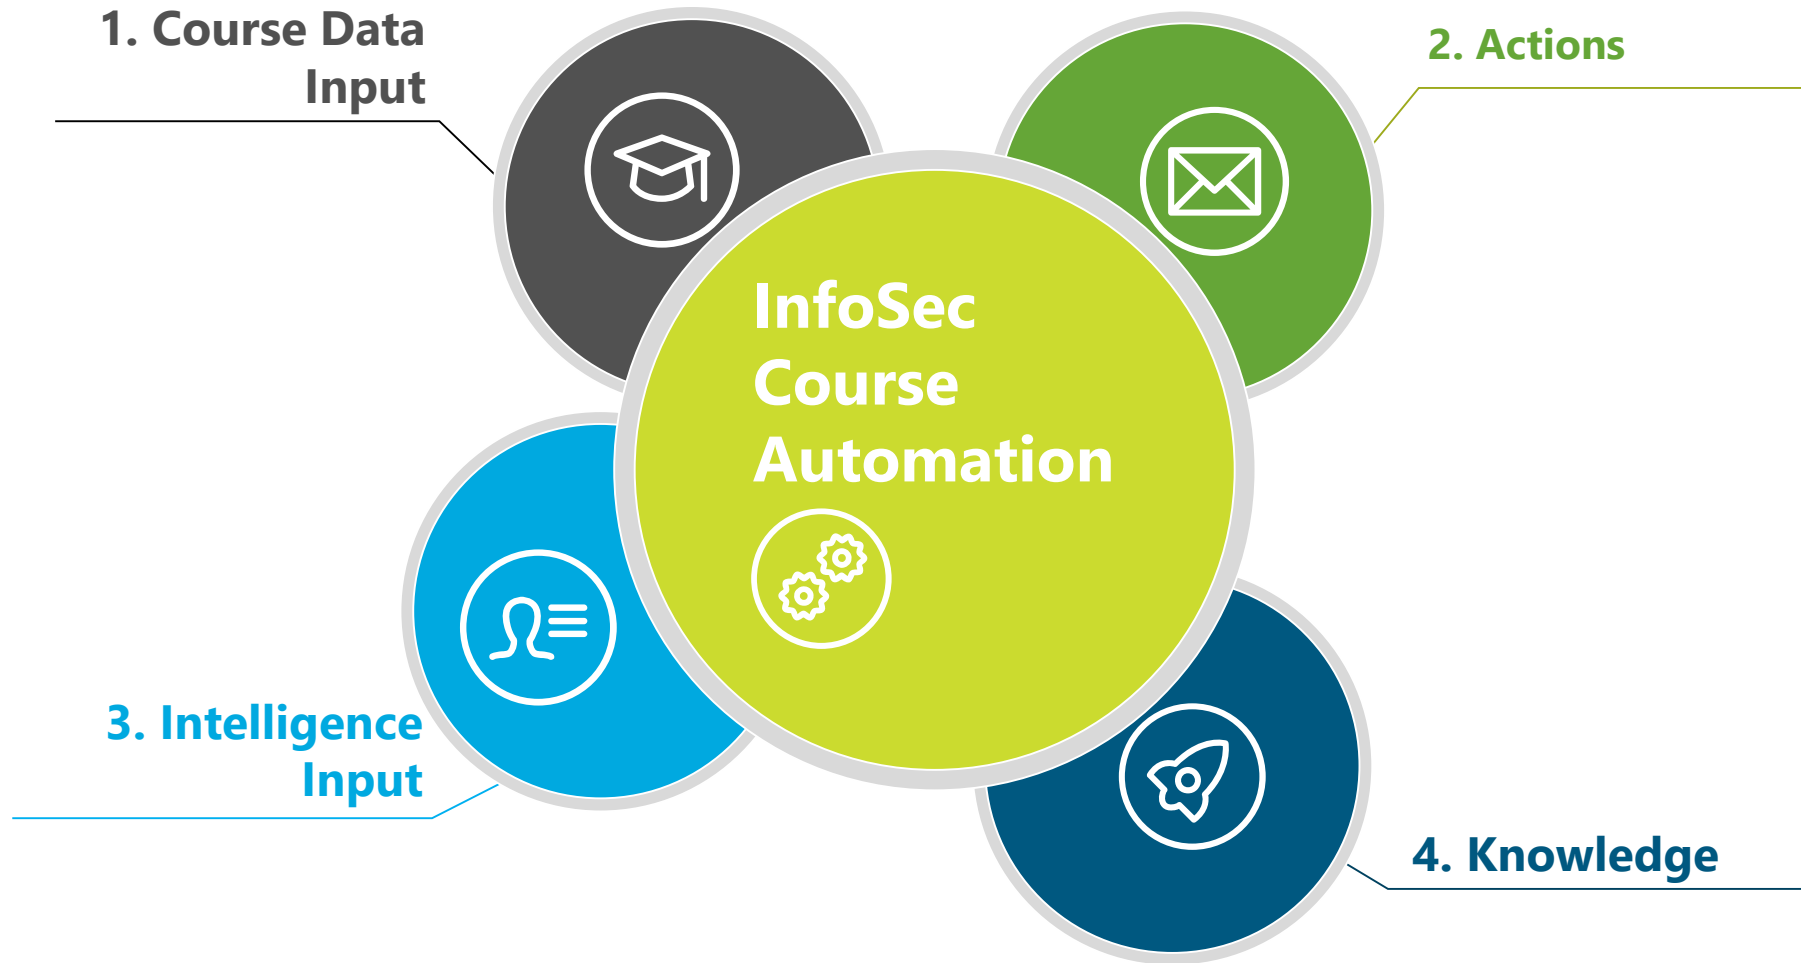 1. Course Data
Input
2. Actions
InfoSec
Course
Automation
3. Intelligence
Input
4. Knowledge